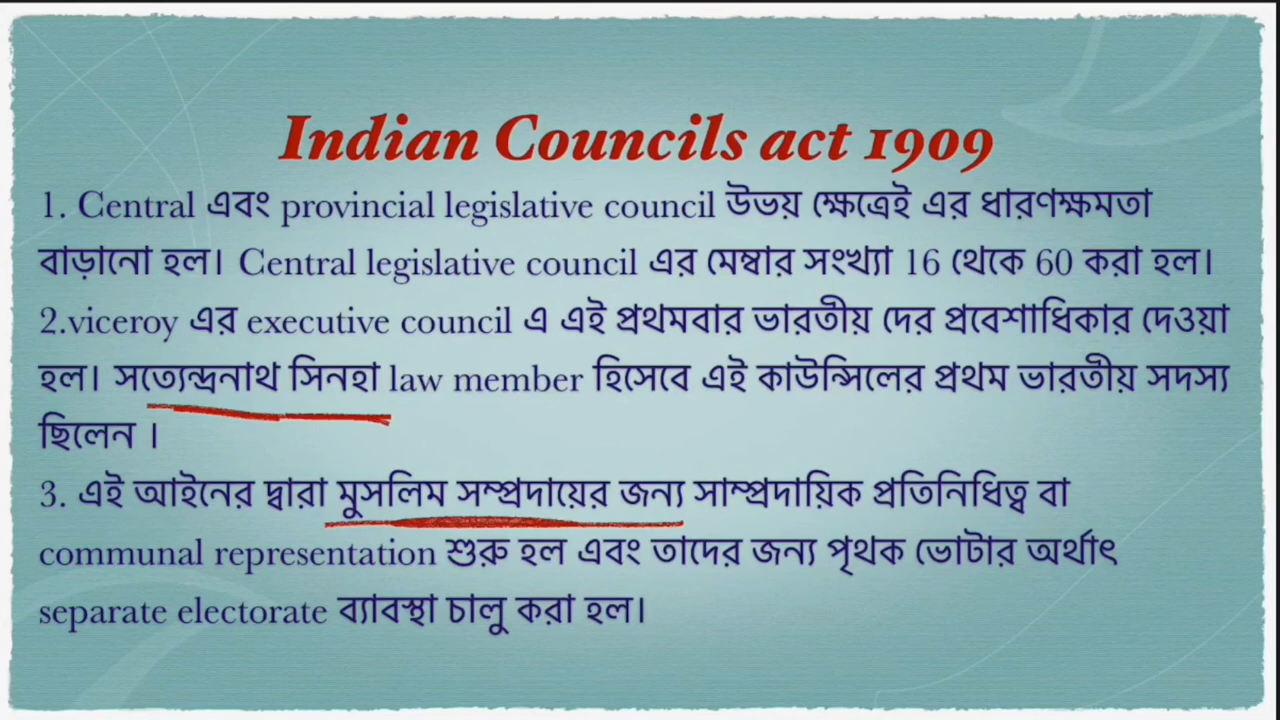 Indian Councils act 1909
1. Central এবং provincial legislative council উভয় ক্ষেত্রেই এর ধারণক্ষমতা
বাড়ানো হল। Central legislative council এর মেম্বার সংখ্যা 16 থেকে 60 করা হল।
2.viceroy এর executive council এ এই প্রথমবার ভারতীয় দের প্রবেশাধিকার দেওয়া
হল। সত্যেন্দ্রনাথ সিনহা law member হিসেবে এই কাউন্সিলের প্রথম ভারতীয় সদস্য
ছিলেন ।
3. এই আইনের দ্বারা মুসলিম সম্প্রদায়ের জন্য সাম্প্রদায়িক প্রতিনিধিত্ব বা
communal representation শুরু হল এবং তাদের জন্য পৃথক ভোটার অর্থাৎ
separate electorate ব্যাবস্থা চালু করা হল।